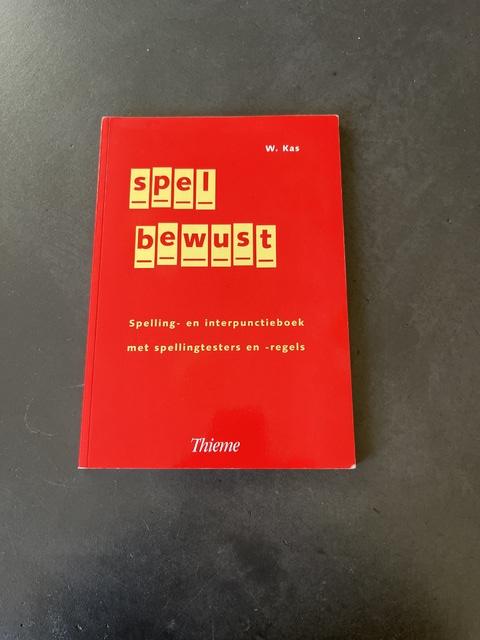 W. Kas
spel
bewust
Spelling- en interpunctieboek
met spellingtesters en -regels
Thieme